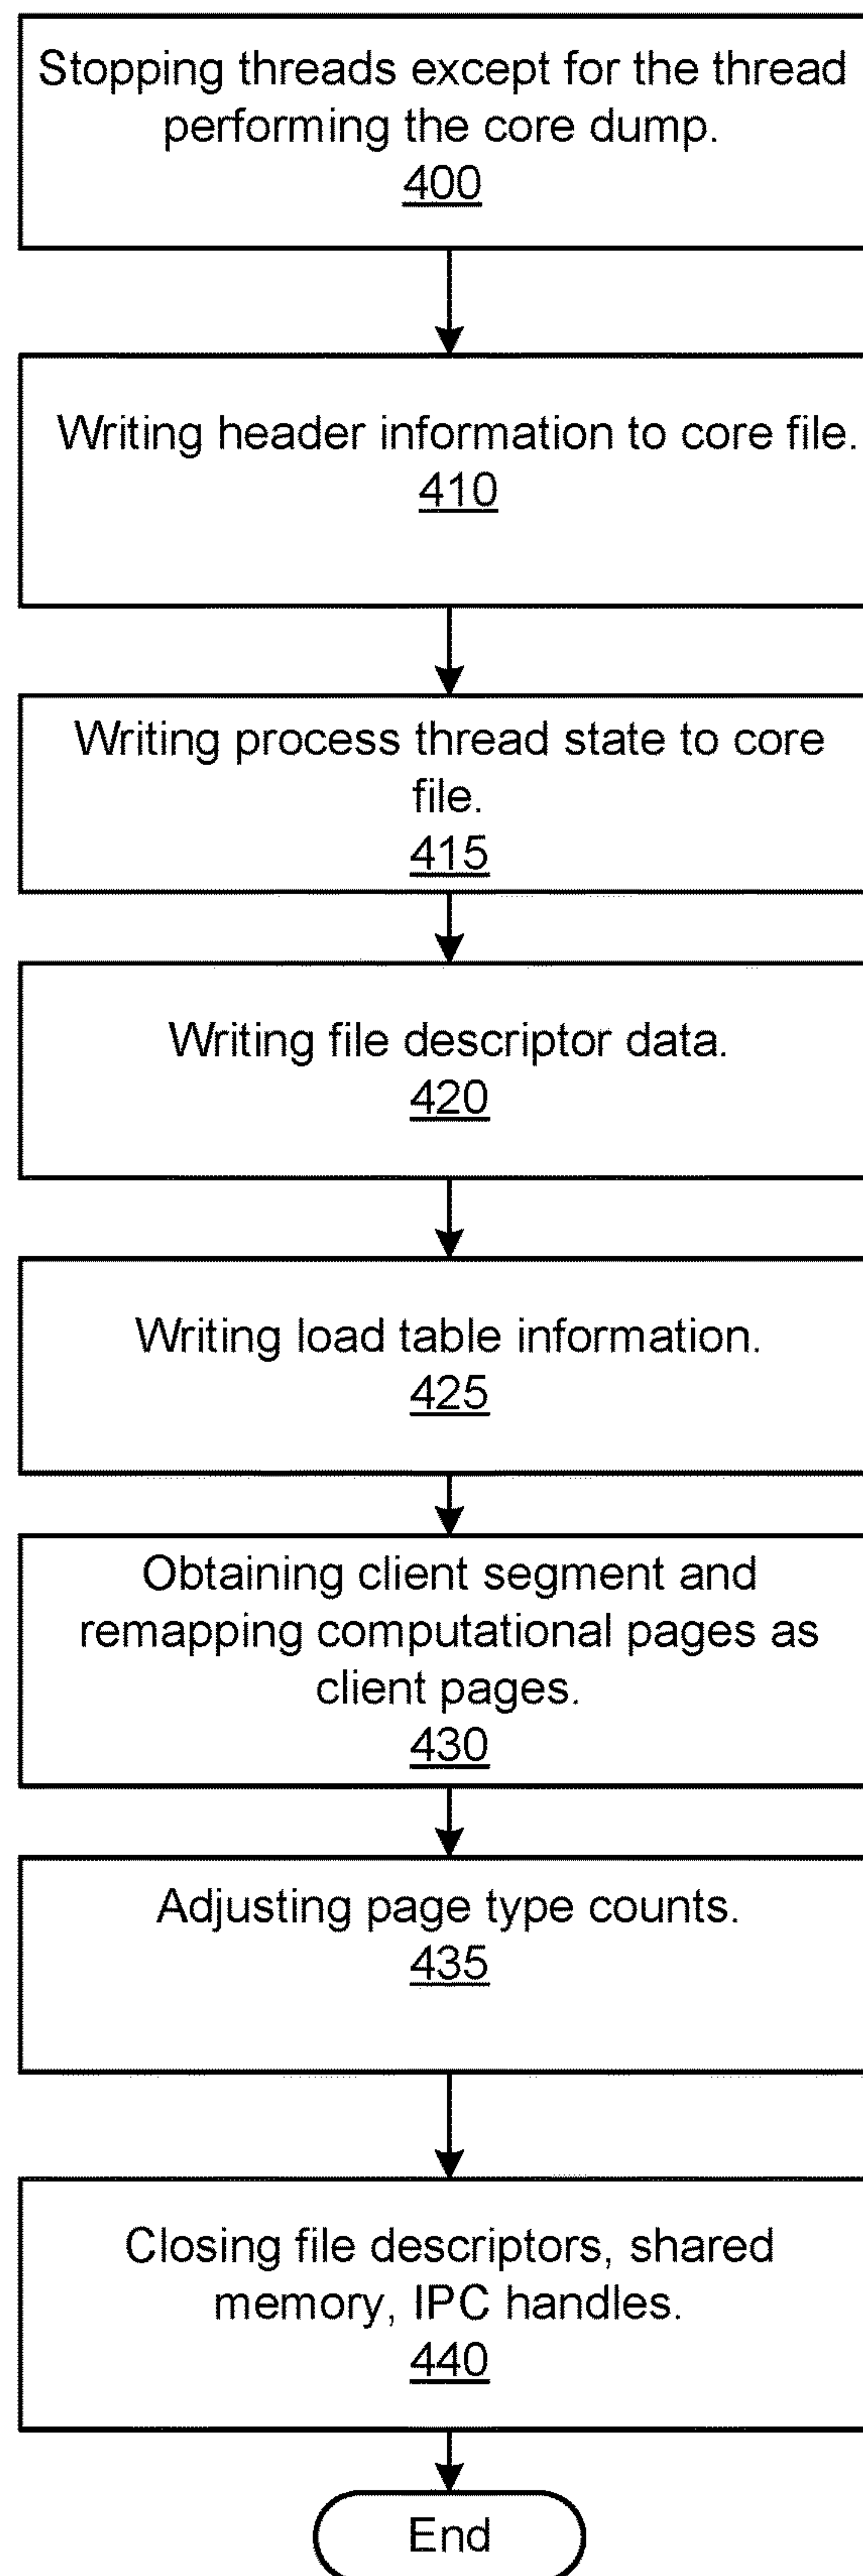 Stopping threads except for the thread
performing the core dump.
400
Writing header information to core file.
410
Writing process thread state to core
file.
415
Writing file descriptor data.
420
Writing load table information.
425
Obtaining client segment and
remapping computational pages as
client pages.
430
Adjusting page type counts.
435
Closing file descriptors, shared
memory, IPC handles.
440
End